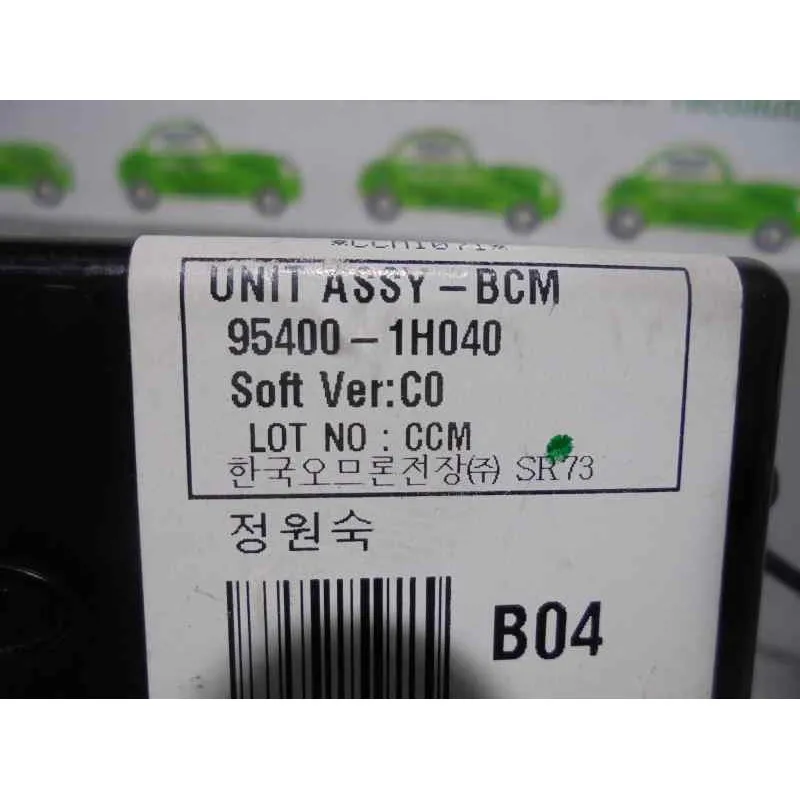 UNIT ASSY-BCM
95400-1H040
Soft Ver:C0
LOT NO : CCM
한국오므론전장(주) SR73
정원숙
B04